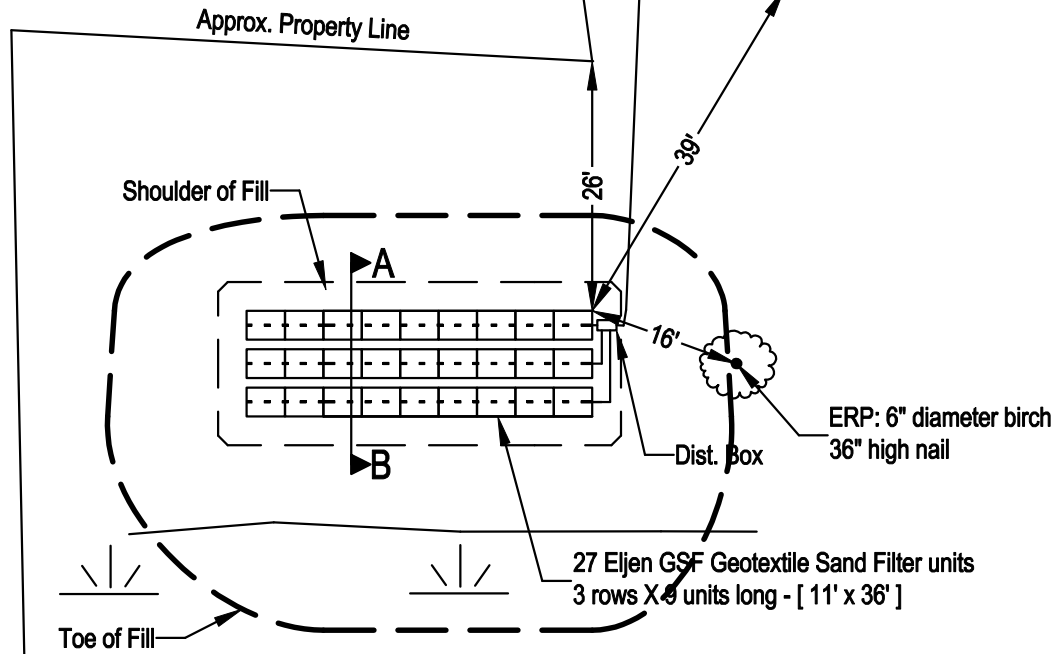 Approx. Property Line
39'
26'
Shoulder of Fill
A
16'
ERP: 6" diameter birch
36" high nail
Dist. Box
B
27 Eljen GSF Geotextile Sand Filter units
3 rows X 9 units long - [ 11' x 36' ]
Toe of Fill